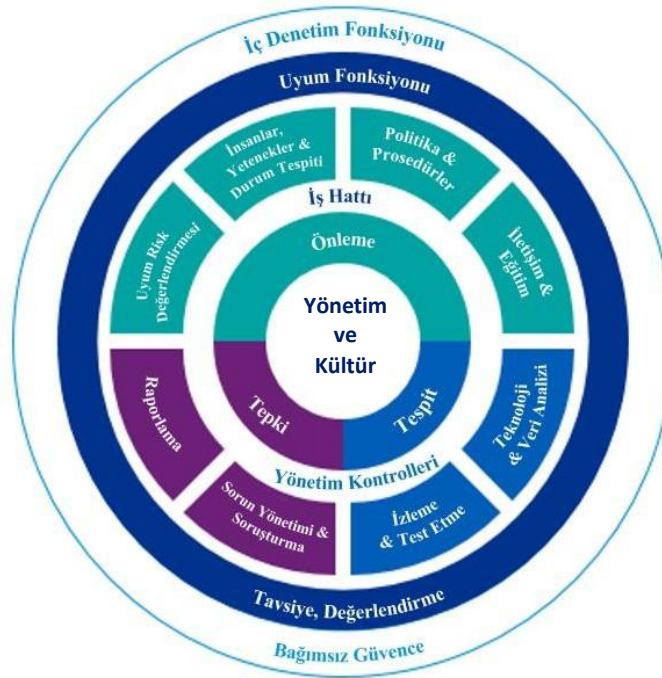 İç Denetim Fonksiyonu
Uyum Fonksiyonu
İnsanlar,
Yetenekler &
Durum Tespiti
Politika &
Prosedürler
İş Hattı
Uyum Risk
Değerlendirmesi
Önleme
İletişim &
Eğitim
Yönetim
ve
Kültür
Raporlama
Tepki
Tespit
Teknoloji
& Veri Analizi
Yönetim Kontrolleri
Sorun Yönetimi &
Soruşturma
İzleme
& Test Etme
Tavsiye, Değerlendirme
Bağımsız Güvence